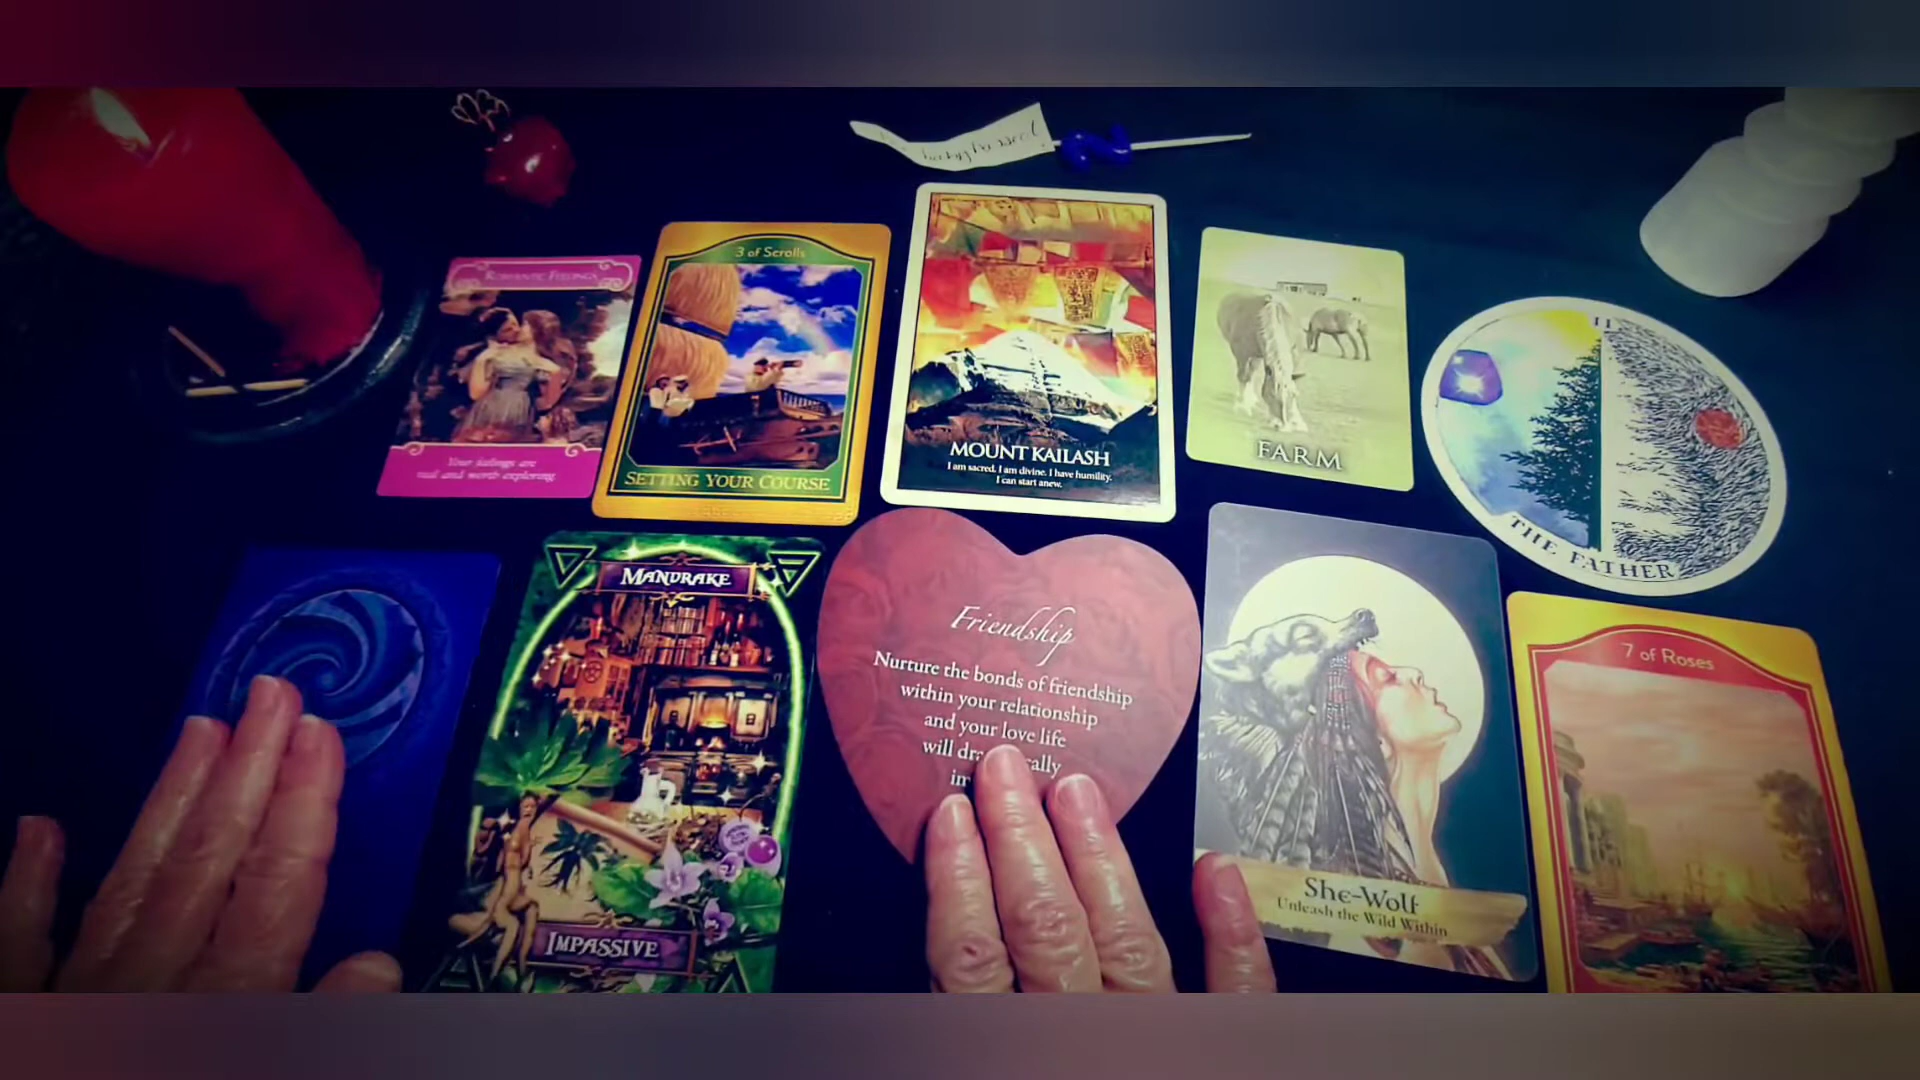 Romantic Feelings
Your feelings are
real and worth exploring
3 of Scrolls
SETTING YOUR COURSE
MOUNT KAILASH
I am sacred. I am divine. I have humility.
I can start anew.
FARM
II
THE FATHER
MANDRAKE
IMPASSIVE
Friendship
Nurture the bonds of friendship
within your relationship
and your love life
will
She-Wolf
Unleash the Wild Within
7 of Roses